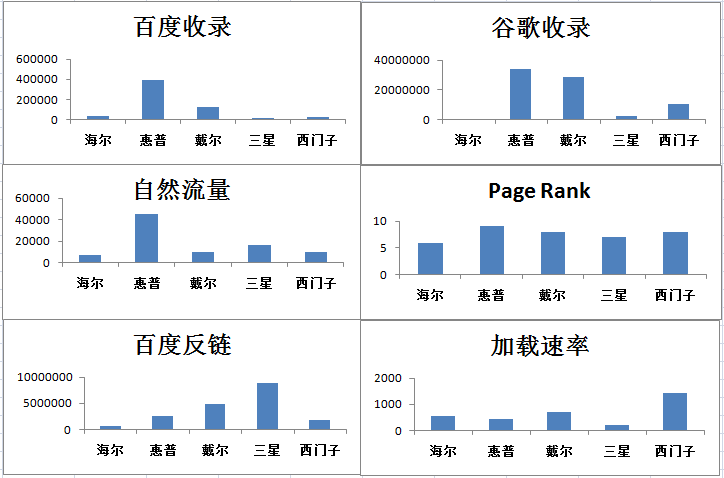 百度收录
600000
400000
200000
0
海尔 惠普 戴尔 三星 西门子
谷歌收录
40000000
20000000
0
海尔 惠普 戴尔 三星 西门子
自然流量
60000
40000
20000
0
海尔 惠普 戴尔 三星 西门子
Page Rank
10
5
0
海尔 惠普 戴尔 三星 西门子
百度反链
10000000
5000000
0
海尔 惠普 戴尔 三星 西门子
加载速率
2000
1000
0
海尔 惠普 戴尔 三星 西门子